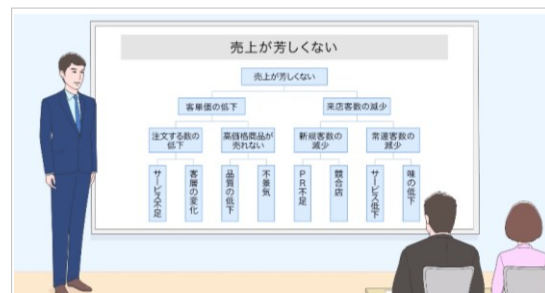 売上が芳しくない
売上が芳しくない
客単価の低下
来店客数の減少
注文する数の
低下
高価格商品が
売れない
新規客数の
減少
常連客数の
減少
サービス不足
客層の変化
品質の低下
不景気
PR不足
競合店
サービス低下
味の低下